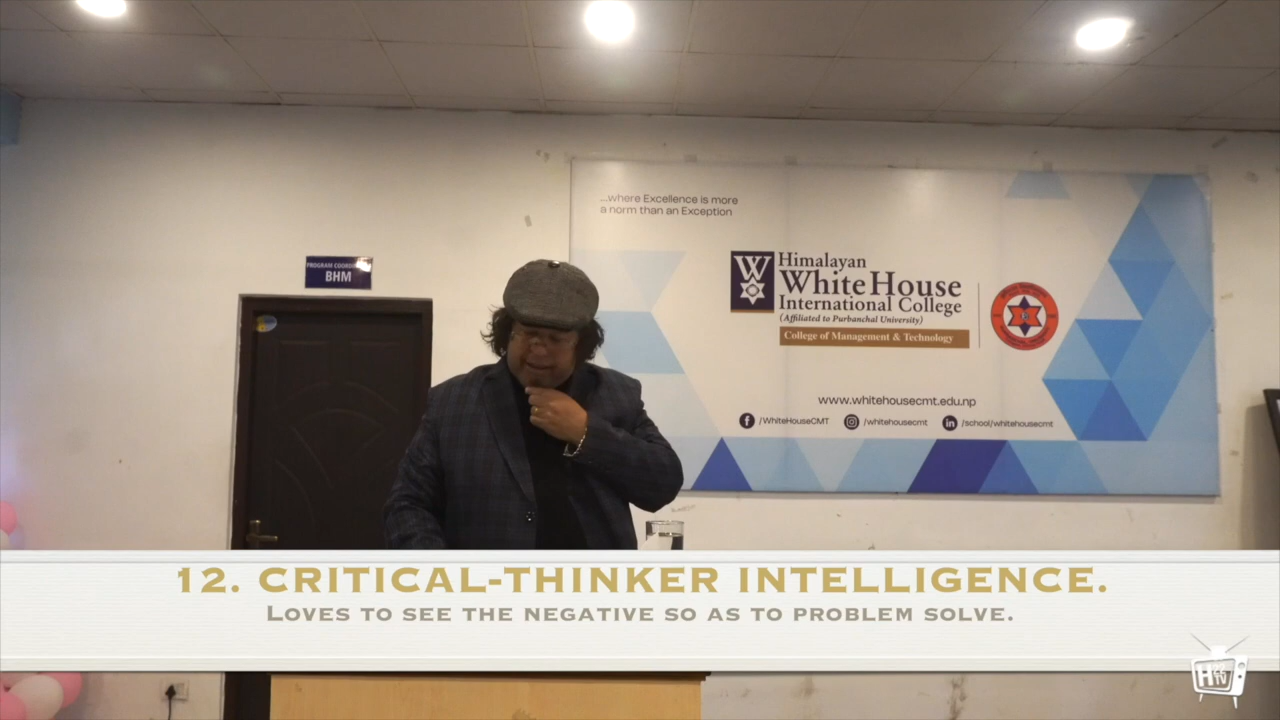 ...where Excellence is more
a norm than an Exception
W
Himalayan
White House
International College
(Affiliated to Purbanchal University)
College of Management & Technology
PROGRAM
BHM
www.whitehousecmt.edu.np
/WhiteHouseCMT
/whitehousecmt
/school/whitehousecmt
12. CRITICAL-THINKER INTELLIGENCE.
LOVES TO SEE THE NEGATIVE SO AS TO PROBLEM SOLVE.
H22
TV